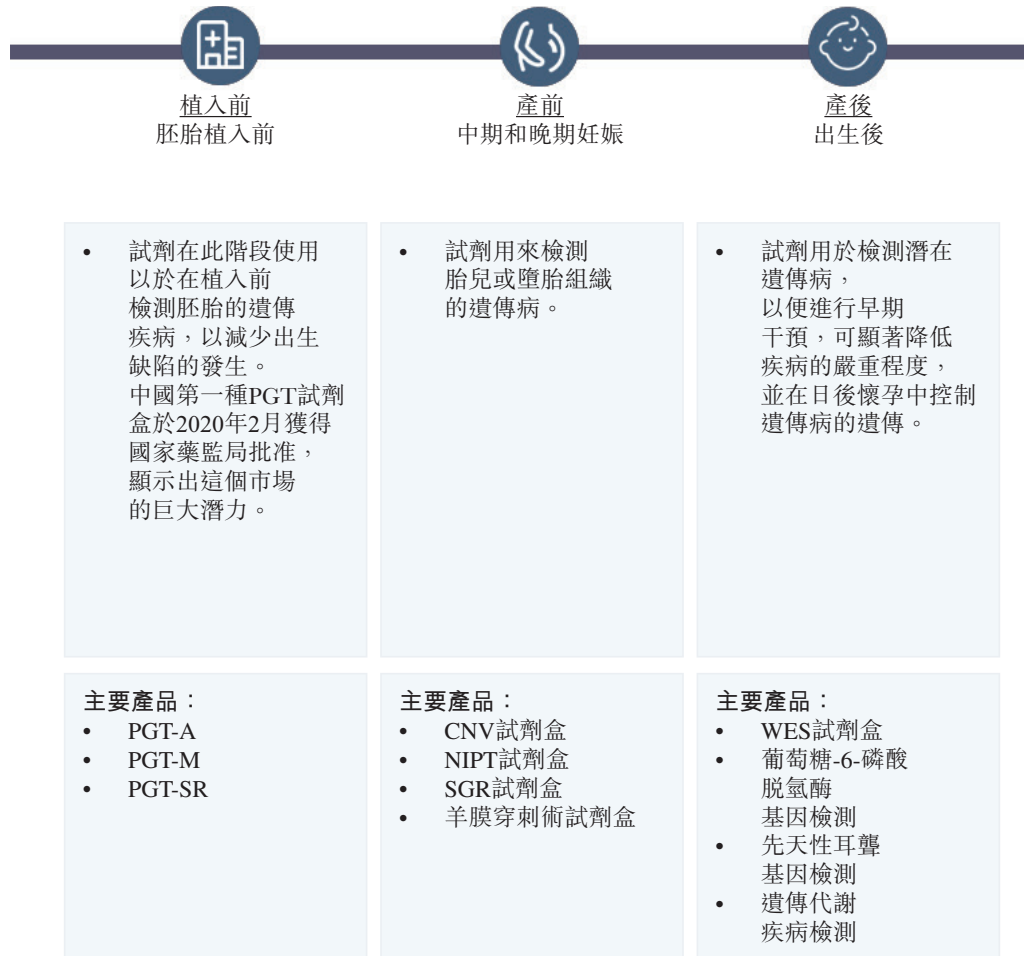 植入前
胚胎植入前
產前
中期和晚期妊娠
產後
出生後
• 試劑在此階段使用
以於在植入前
檢測胚胎的遺傳
疾病，以減少出生
缺陷的發生。
中國第一種PGT試劑
盒於2020年2月獲得
國家藥監局批准，
顯示出這個市場
的巨大潛力。
• 試劑用來檢測
胎兒或墮胎組織
的遺傳病。
• 試劑用於檢測潛在
遺傳病，
以便進行早期
干預，可顯著降低
疾病的嚴重程度，
並在日後懷孕中控制
遺傳病的遺傳。
主要產品：
• PGT-A
• PGT-M
• PGT-SR
主要產品：
• CNV試劑盒
• NIPT試劑盒
• SGR試劑盒
• 羊膜穿刺術試劑盒
主要產品：
• WES試劑盒
• 葡萄糖-6-磷酸
脱氫酶
基因檢測
• 先天性耳聾
基因檢測
• 遺傳代謝
疾病檢測